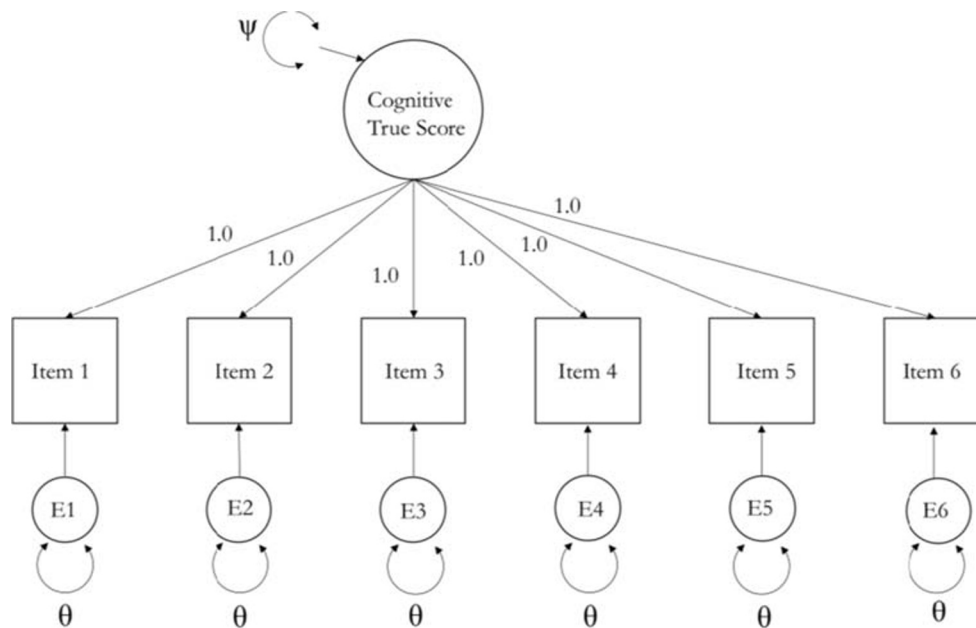 ψ
Cognitive
True Score
1.0
1.0
1.0
1.0
1.0
1.0
Item 1
Item 2
Item 3
Item 4
Item 5
Item 6
E1
E2
E3
E4
E5
E6
θ
θ
θ
θ
θ
θ